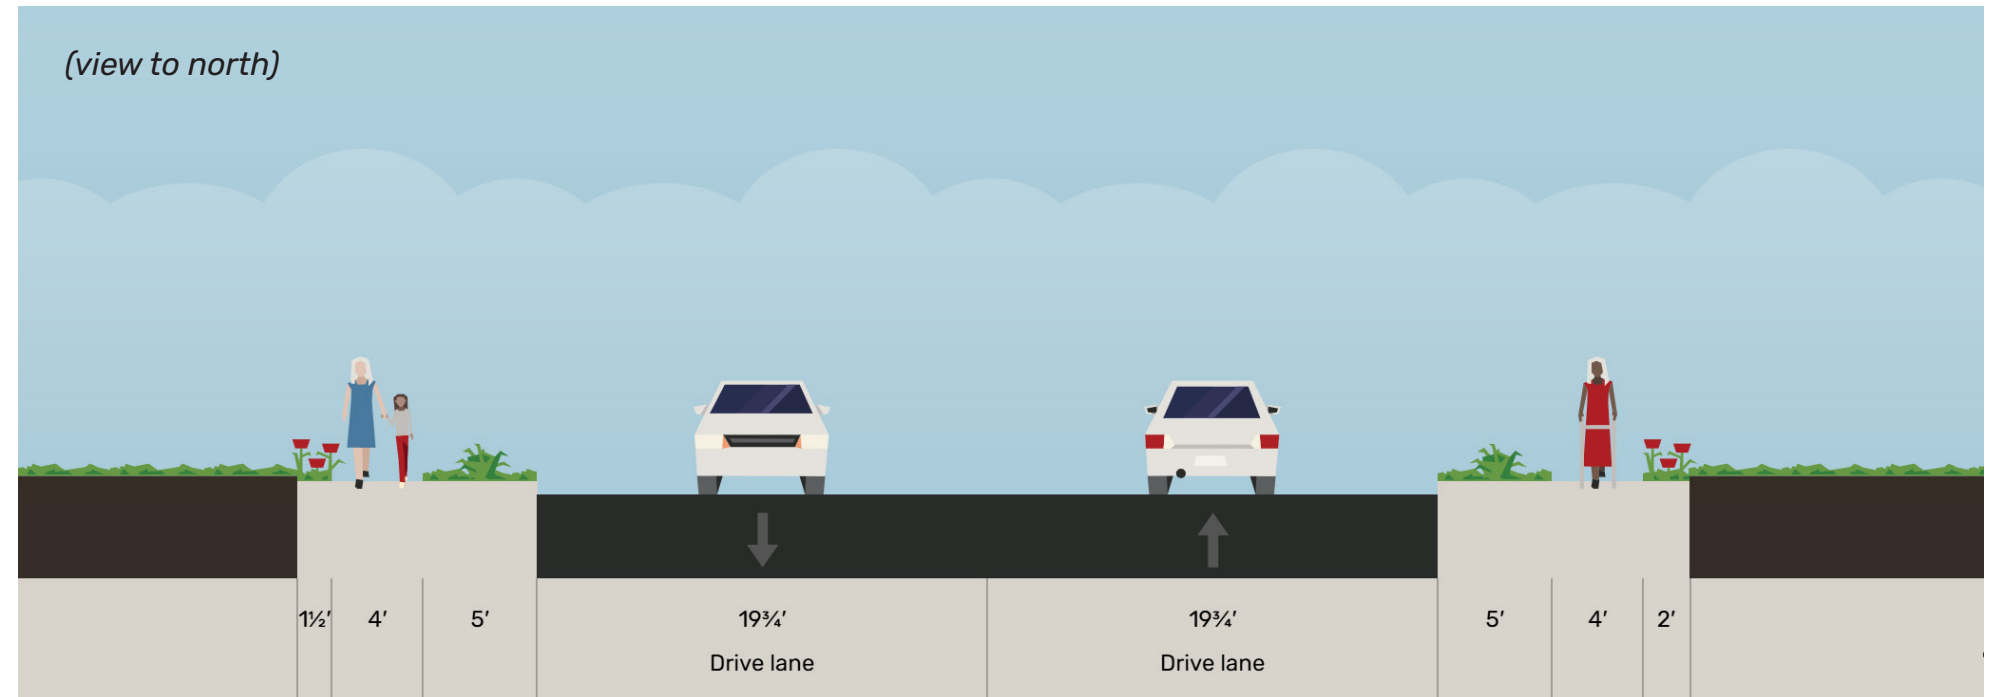 (view to north)
1½′ 4′ 5′ 19¾′ 19¾′ 5′ 4′ 2′
Drive lane Drive lane